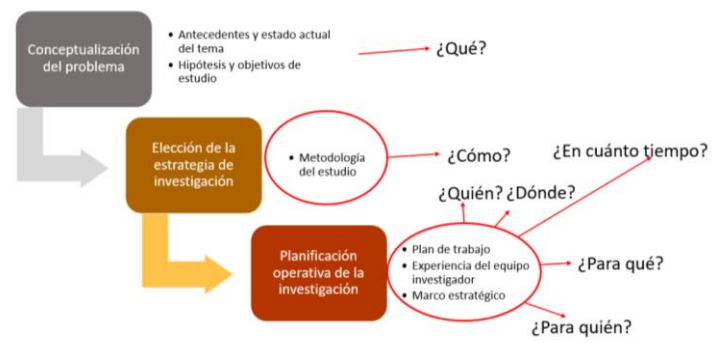 Conceptualización
del problema
• Antecedentes y estado actual
del tema
• Hipótesis y objetivos de
estudio
¿Qué?
Elección de la
estrategia de
investigación
• Metodología
del estudio
¿Cómo?
¿En cuánto tiempo?
¿Quién? ¿Dónde?
Planificación
operativa de la
investigación
• Plan de trabajo
• Experiencia del equipo
investigador
• Marco estratégico
¿Para qué?
¿Para quién?